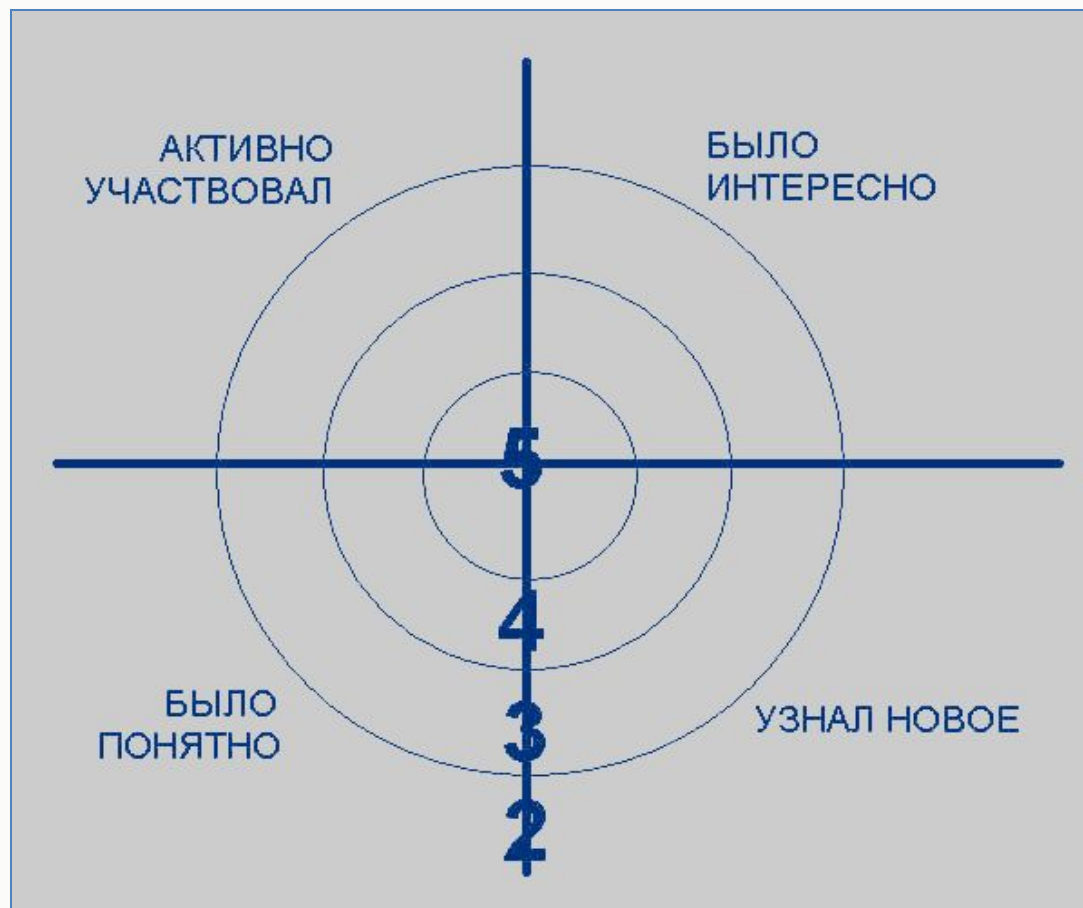 АКТИВНО
УЧАСТВОВАЛ
БЫЛО
ИНТЕРЕСНО
5
4
3
2
БЫЛО
ПОНЯТНО
УЗНАЛ НОВОЕ